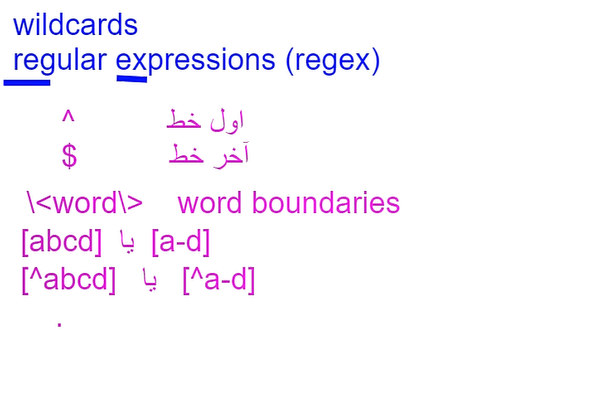 wildcards
regular expressions (regex)
^ اول خط
$ آخر خط
\<word\> word boundaries
[abcd] یا [a-d]
[^abcd] یا [^a-d]
.